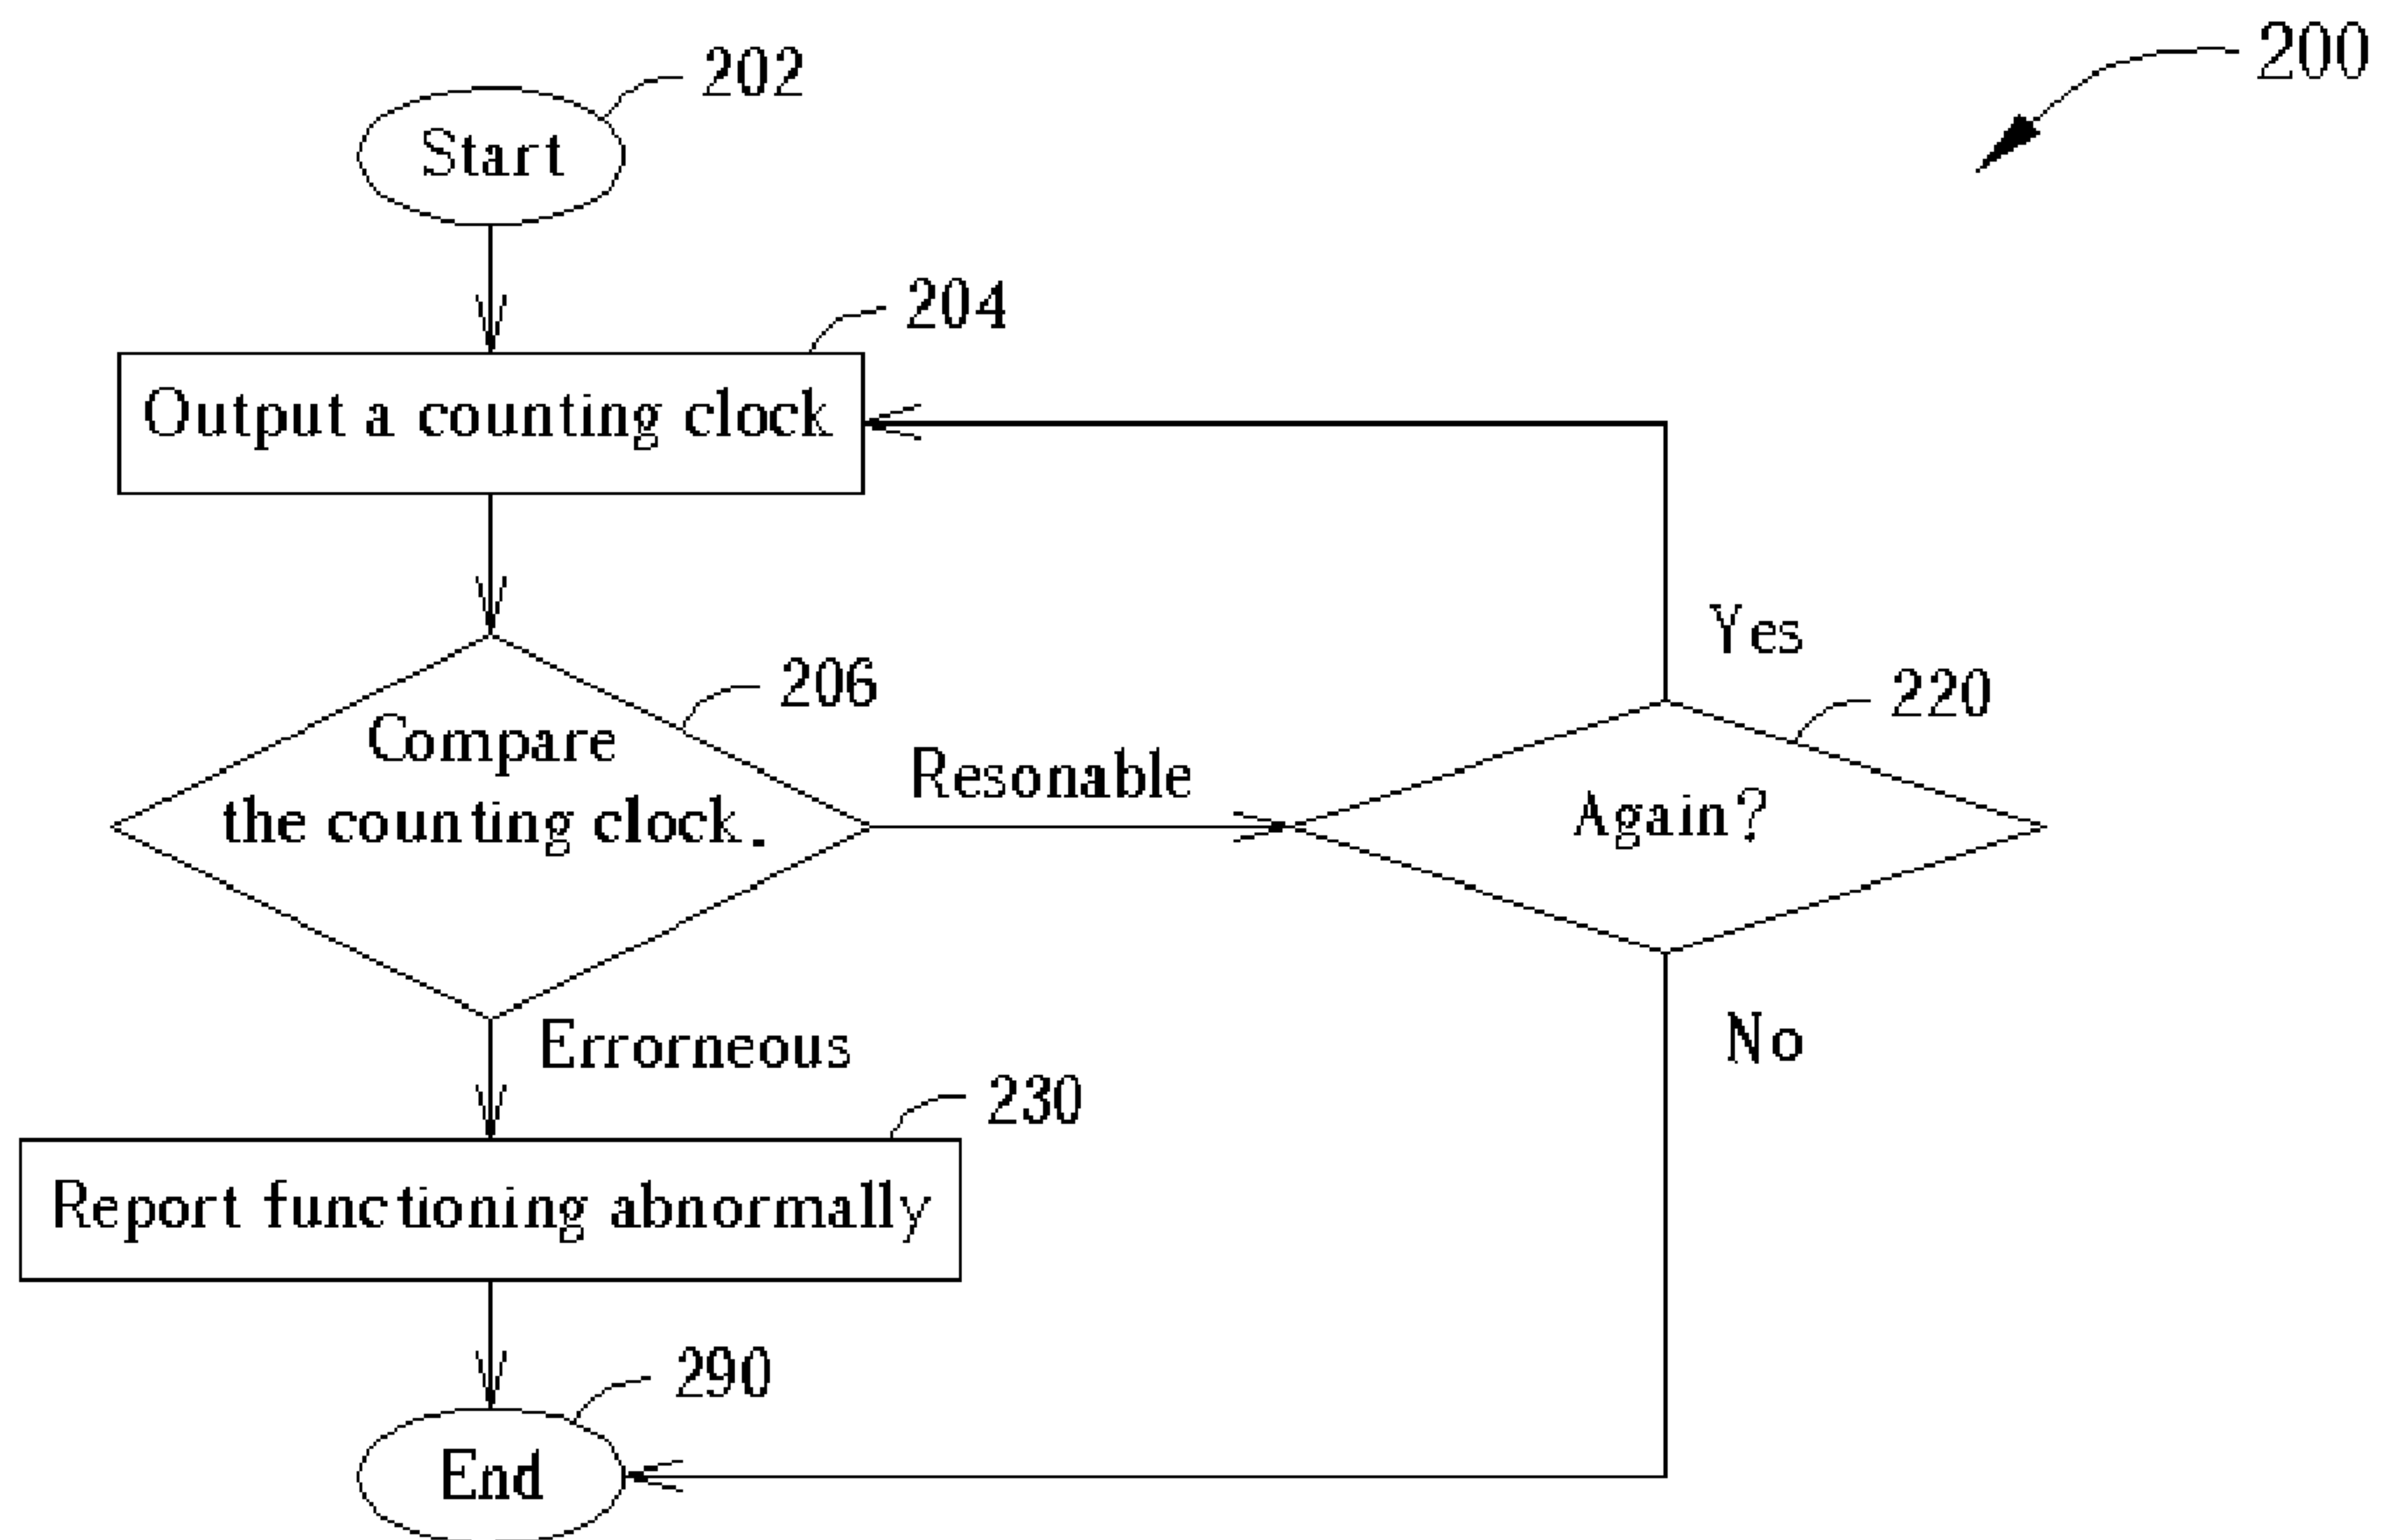 200
202
Start
204
Output a counting clock
Yes
206
220
Compare
the counting clock.
Resonable
Again?
Errorneous
No
230
Report functioning abnormally
290
End